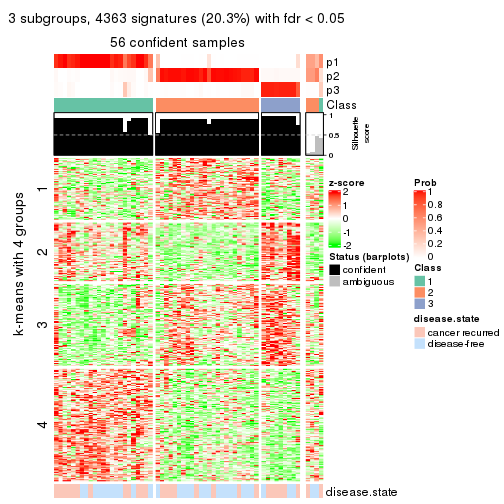 3 subgroups, 4363 signatures (20.3%) with fdr < 0.05
56 confident samples
p1
p2
p3
Class
1
0.5
0
Silhouette
score
k-means with 4 groups
1
2
3
4
disease.state
z-score
2
1
0
-1
-2
Status (barplots)
confident
ambiguous
Prob
1
0.8
0.6
0.4
0.2
0
Class
1
2
3
disease.state
cancer recurred
disease-free